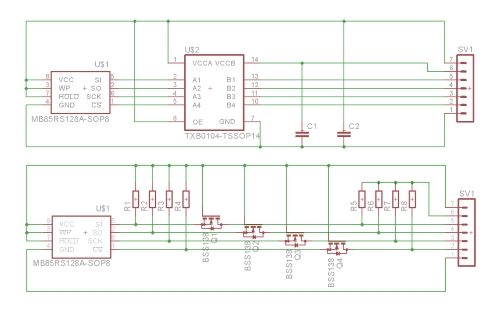 U$1
8 VCC SI 5
3 WP + SO 2
7 HOLD SCK 6
4 GND CS 1
MB85RS128A-SOP8
U$2
1 VCCA VCCB 14
2 A1 B1 13
3 A2 + B2 12
4 A3 B3 11
5 A4 B4 10
8 OE GND 7
TXB0104-TSSOP14
C1
C2
SV1
7
6
5
4
3
2
1
R1
R2
R3
R4
R5
R6
R7
R8
U$1
VCC SI
WP + SO
HOLD SCK
GND CS
MB85RS128A-SOP8
BSS138 Q1
BSS138 Q2
BSS138 Q3
BSS138 Q4
SV1
7
6
5
4
3
2
1